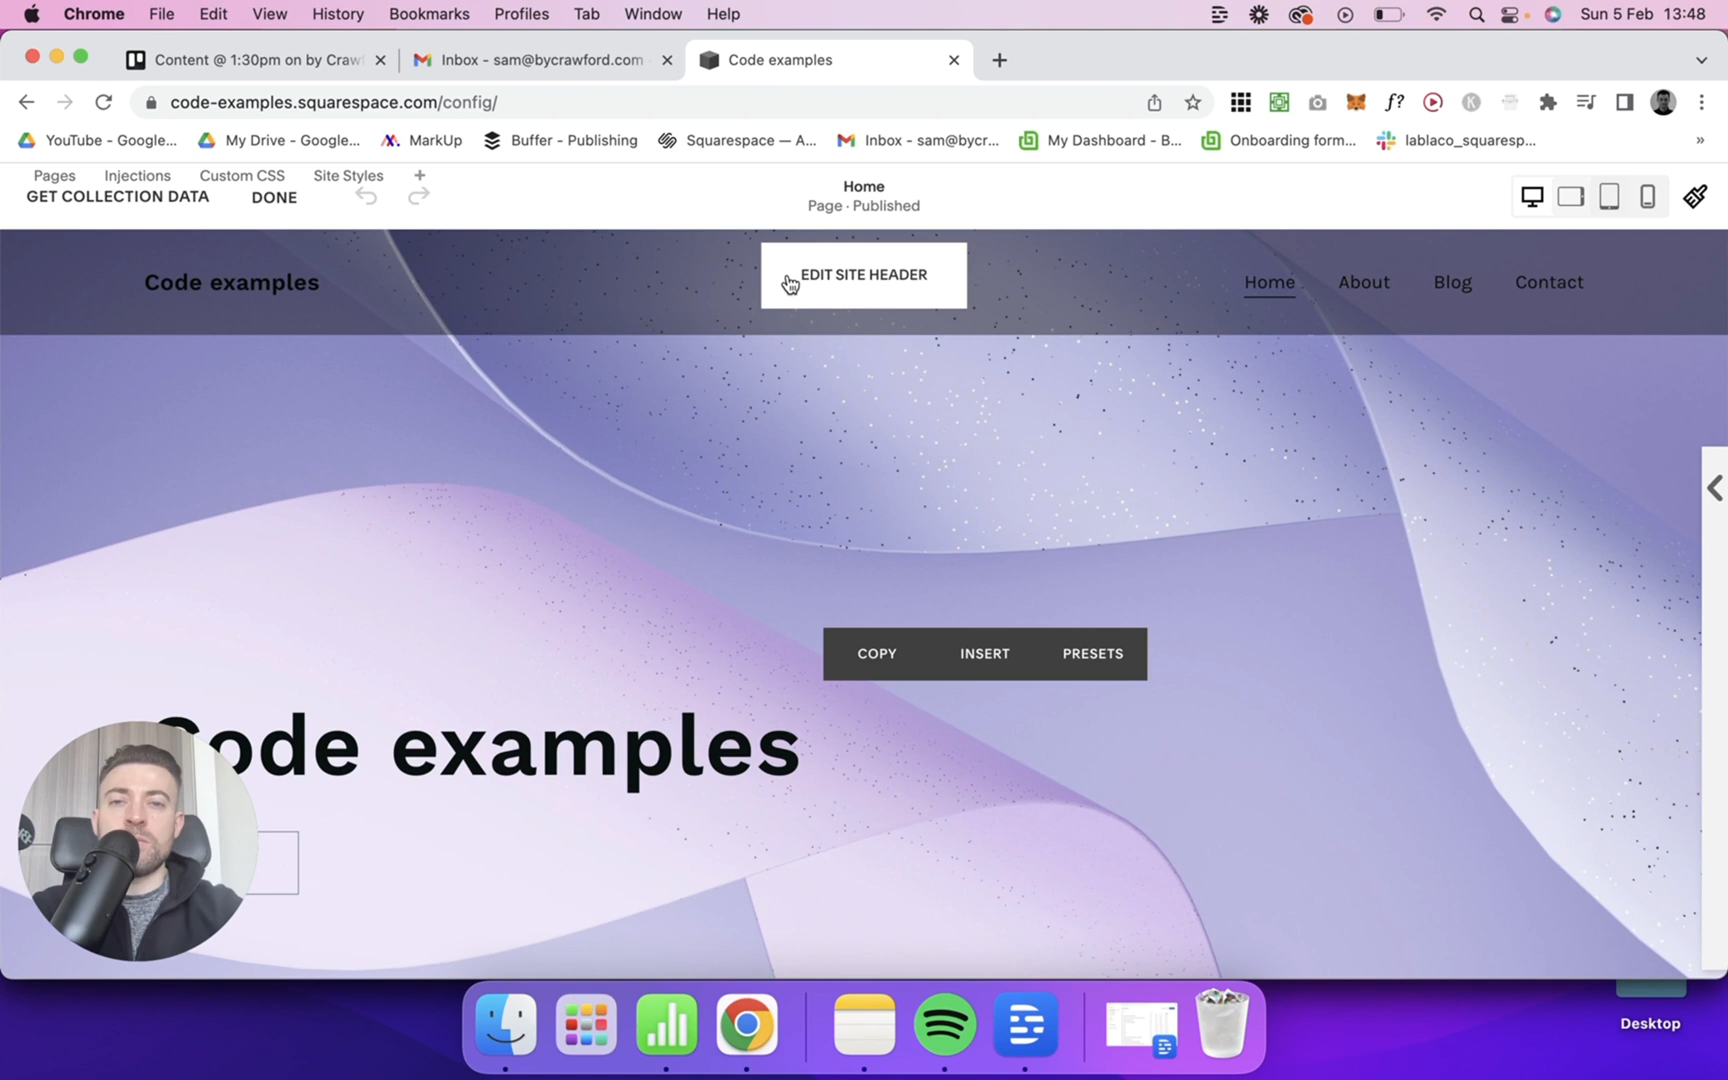 Chrome File Edit View History Bookmarks Profiles Tab Window Help Sun 5 Feb 13:48
Content @ 1:30pm on by Craw Inbox - sam@bycrawford.com Code examples
code-examples.squarespace.com/config/ f?
YouTube - Google... My Drive - Google... MarkUp Buffer - Publishing Squarespace — A... Inbox - sam@bycr... My Dashboard - B... Onboarding form... lablaco_squaresp... »
Pages Injections Custom CSS Site Styles +
GET COLLECTION DATA DONE
Home
Page · Published
Code examples
EDIT SITE HEADER
Home About Blog Contact
COPY INSERT PRESETS
Code examples
Desktop